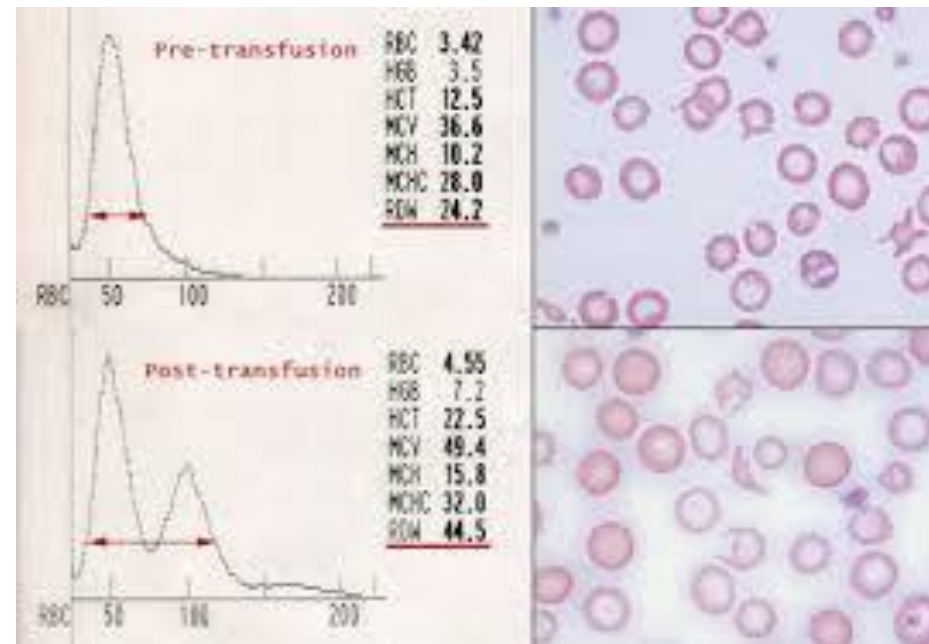 Pre-transfusion
RBC 3.42
HGB 3.5
HCT 12.5
MCV 36.6
MCH 10.2
MCHC 28.0
RDW 24.2
RBC 50 100 200
Post-transfusion
RBC 4.55
HGB 7.2
HCT 22.5
MCV 49.4
MCH 15.8
MCHC 32.0
RDW 44.5
RBC 50 100 200